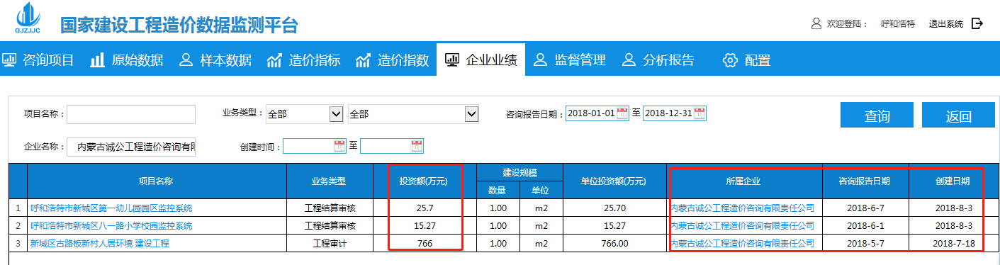 GJZJJC
国家建设工程造价数据监测平台
欢迎登陆： 呼和浩特 退出系统
咨询项目 原始数据 样本数据 造价指标 造价指数 企业业绩 监督管理 分析报告 配置
项目名称： 业务类型： 全部 全部 咨询报告日期： 2018-01-01 至 2018-12-31 查询 返回
企业名称： 内蒙古诚公工程造价咨询有限 创建时间： 至
项目名称 业务类型 投资额(万元) 建设规模 单位投资额(万元) 所属企业 咨询报告日期 创建日期
数量 单位
1 呼和浩特市新城区第一幼儿园园区监控系统 工程结算审核 25.7 1.00 m2 25.70 内蒙古诚公工程造价咨询有限责任公司 2018-6-7 2018-8-3
2 呼和浩特市新城区八一路小学校园监控系统 工程结算审核 15.27 1.00 m2 15.27 内蒙古诚公工程造价咨询有限责任公司 2018-6-1 2018-8-3
3 新城区古路板新村人居环境 建设工程 工程审计 766 1.00 m2 766.00 内蒙古诚公工程造价咨询有限责任公司 2018-5-7 2018-7-18